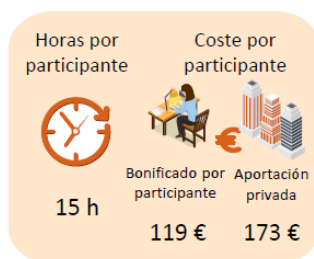 Horas por
participante
Coste por
participante
Bonificado por
participante
Aportación
privada
15 h
119 €
173 €